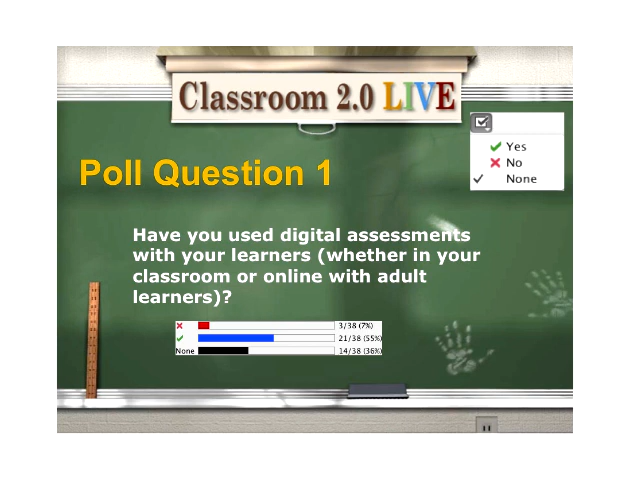 Classroom 2.0 LIVE
Yes
No
None
Poll Question 1
Have you used digital assessments
with your learners (whether in your
classroom or online with adult
learners)?
3/38 (7%)
21/38 (55%)
None 14/38 (36%)